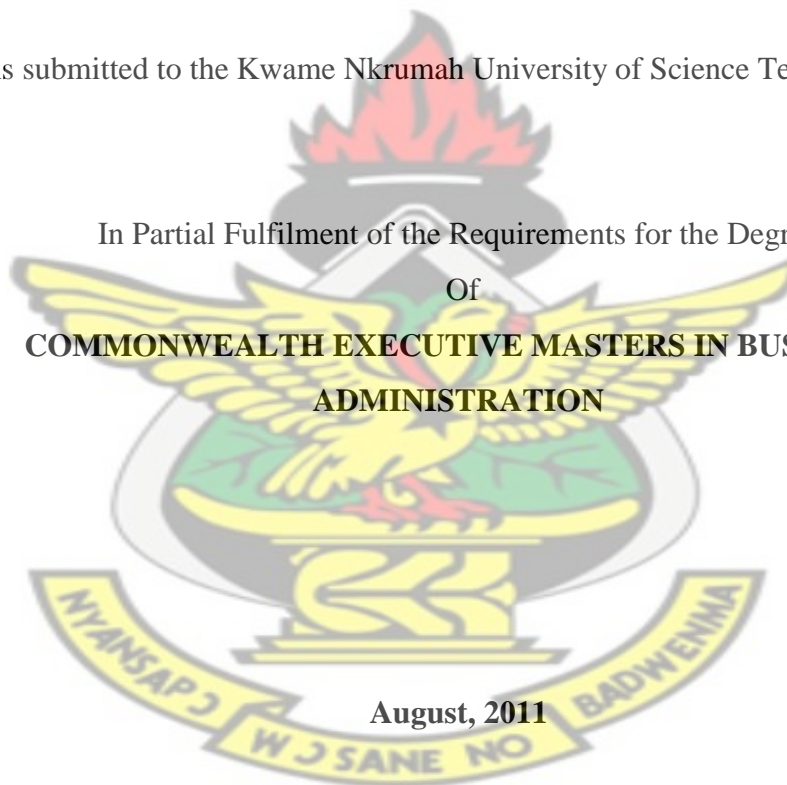 s submitted to the Kwame Nkrumah University of Science Te
In Partial Fulfilment of the Requirements for the Degr
Of
COMMONWEALTH EXECUTIVE MASTERS IN BUS
ADMINISTRATION
August, 2011
NYANSAPƆ WƆSANE NO BADWENMA